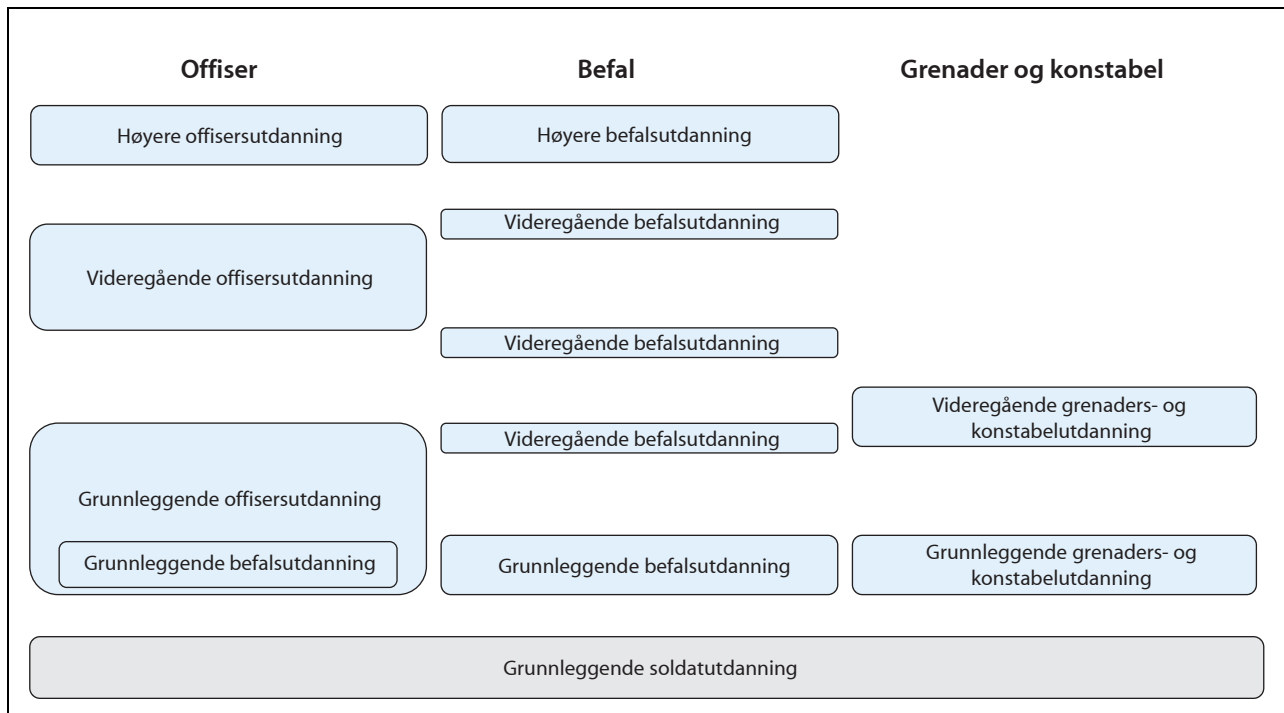 Offiser
Befal
Grenader og konstabel
Høyere offisersutdanning
Høyere befalsutdanning
Videregående befalsutdanning
Videregående offisersutdanning
Videregående befalsutdanning
Videregående grenaders- og
konstabelutdanning
Videregående befalsutdanning
Grunnleggende offisersutdanning
Grunnleggende befalsutdanning
Grunnleggende befalsutdanning
Grunnleggende grenaders- og
konstabelutdanning
Grunnleggende soldatutdanning